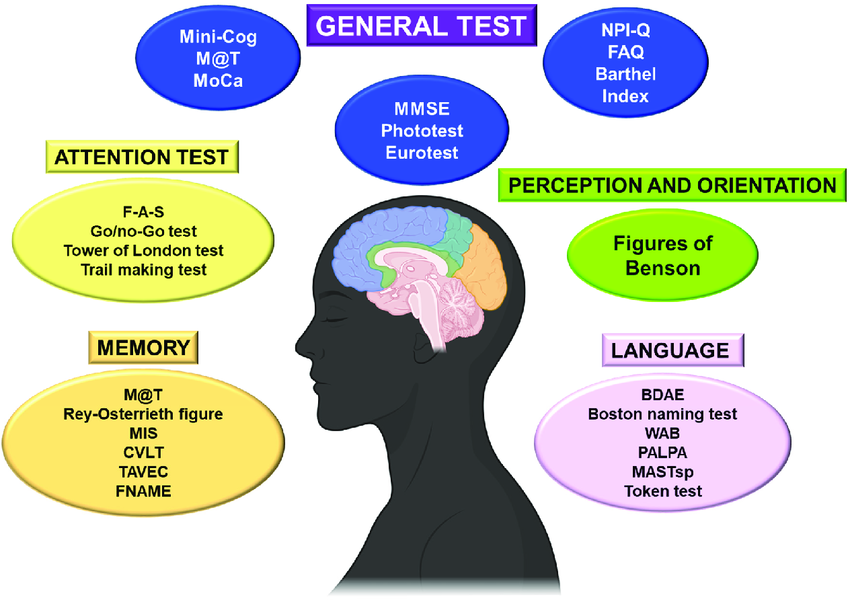 GENERAL TEST
Mini-Cog
M@T
MoCa
MMSE
Phototest
Eurotest
NPI-Q
FAQ
Barthel
Index
ATTENTION TEST
F-A-S
Go/no-Go test
Tower of London test
Trail making test
PERCEPTION AND ORIENTATION
Figures of
Benson
MEMORY
M@T
Rey-Osterrieth figure
MIS
CVLT
TAVEC
FNAME
LANGUAGE
BDAE
Boston naming test
WAB
PALPA
MASTsp
Token test